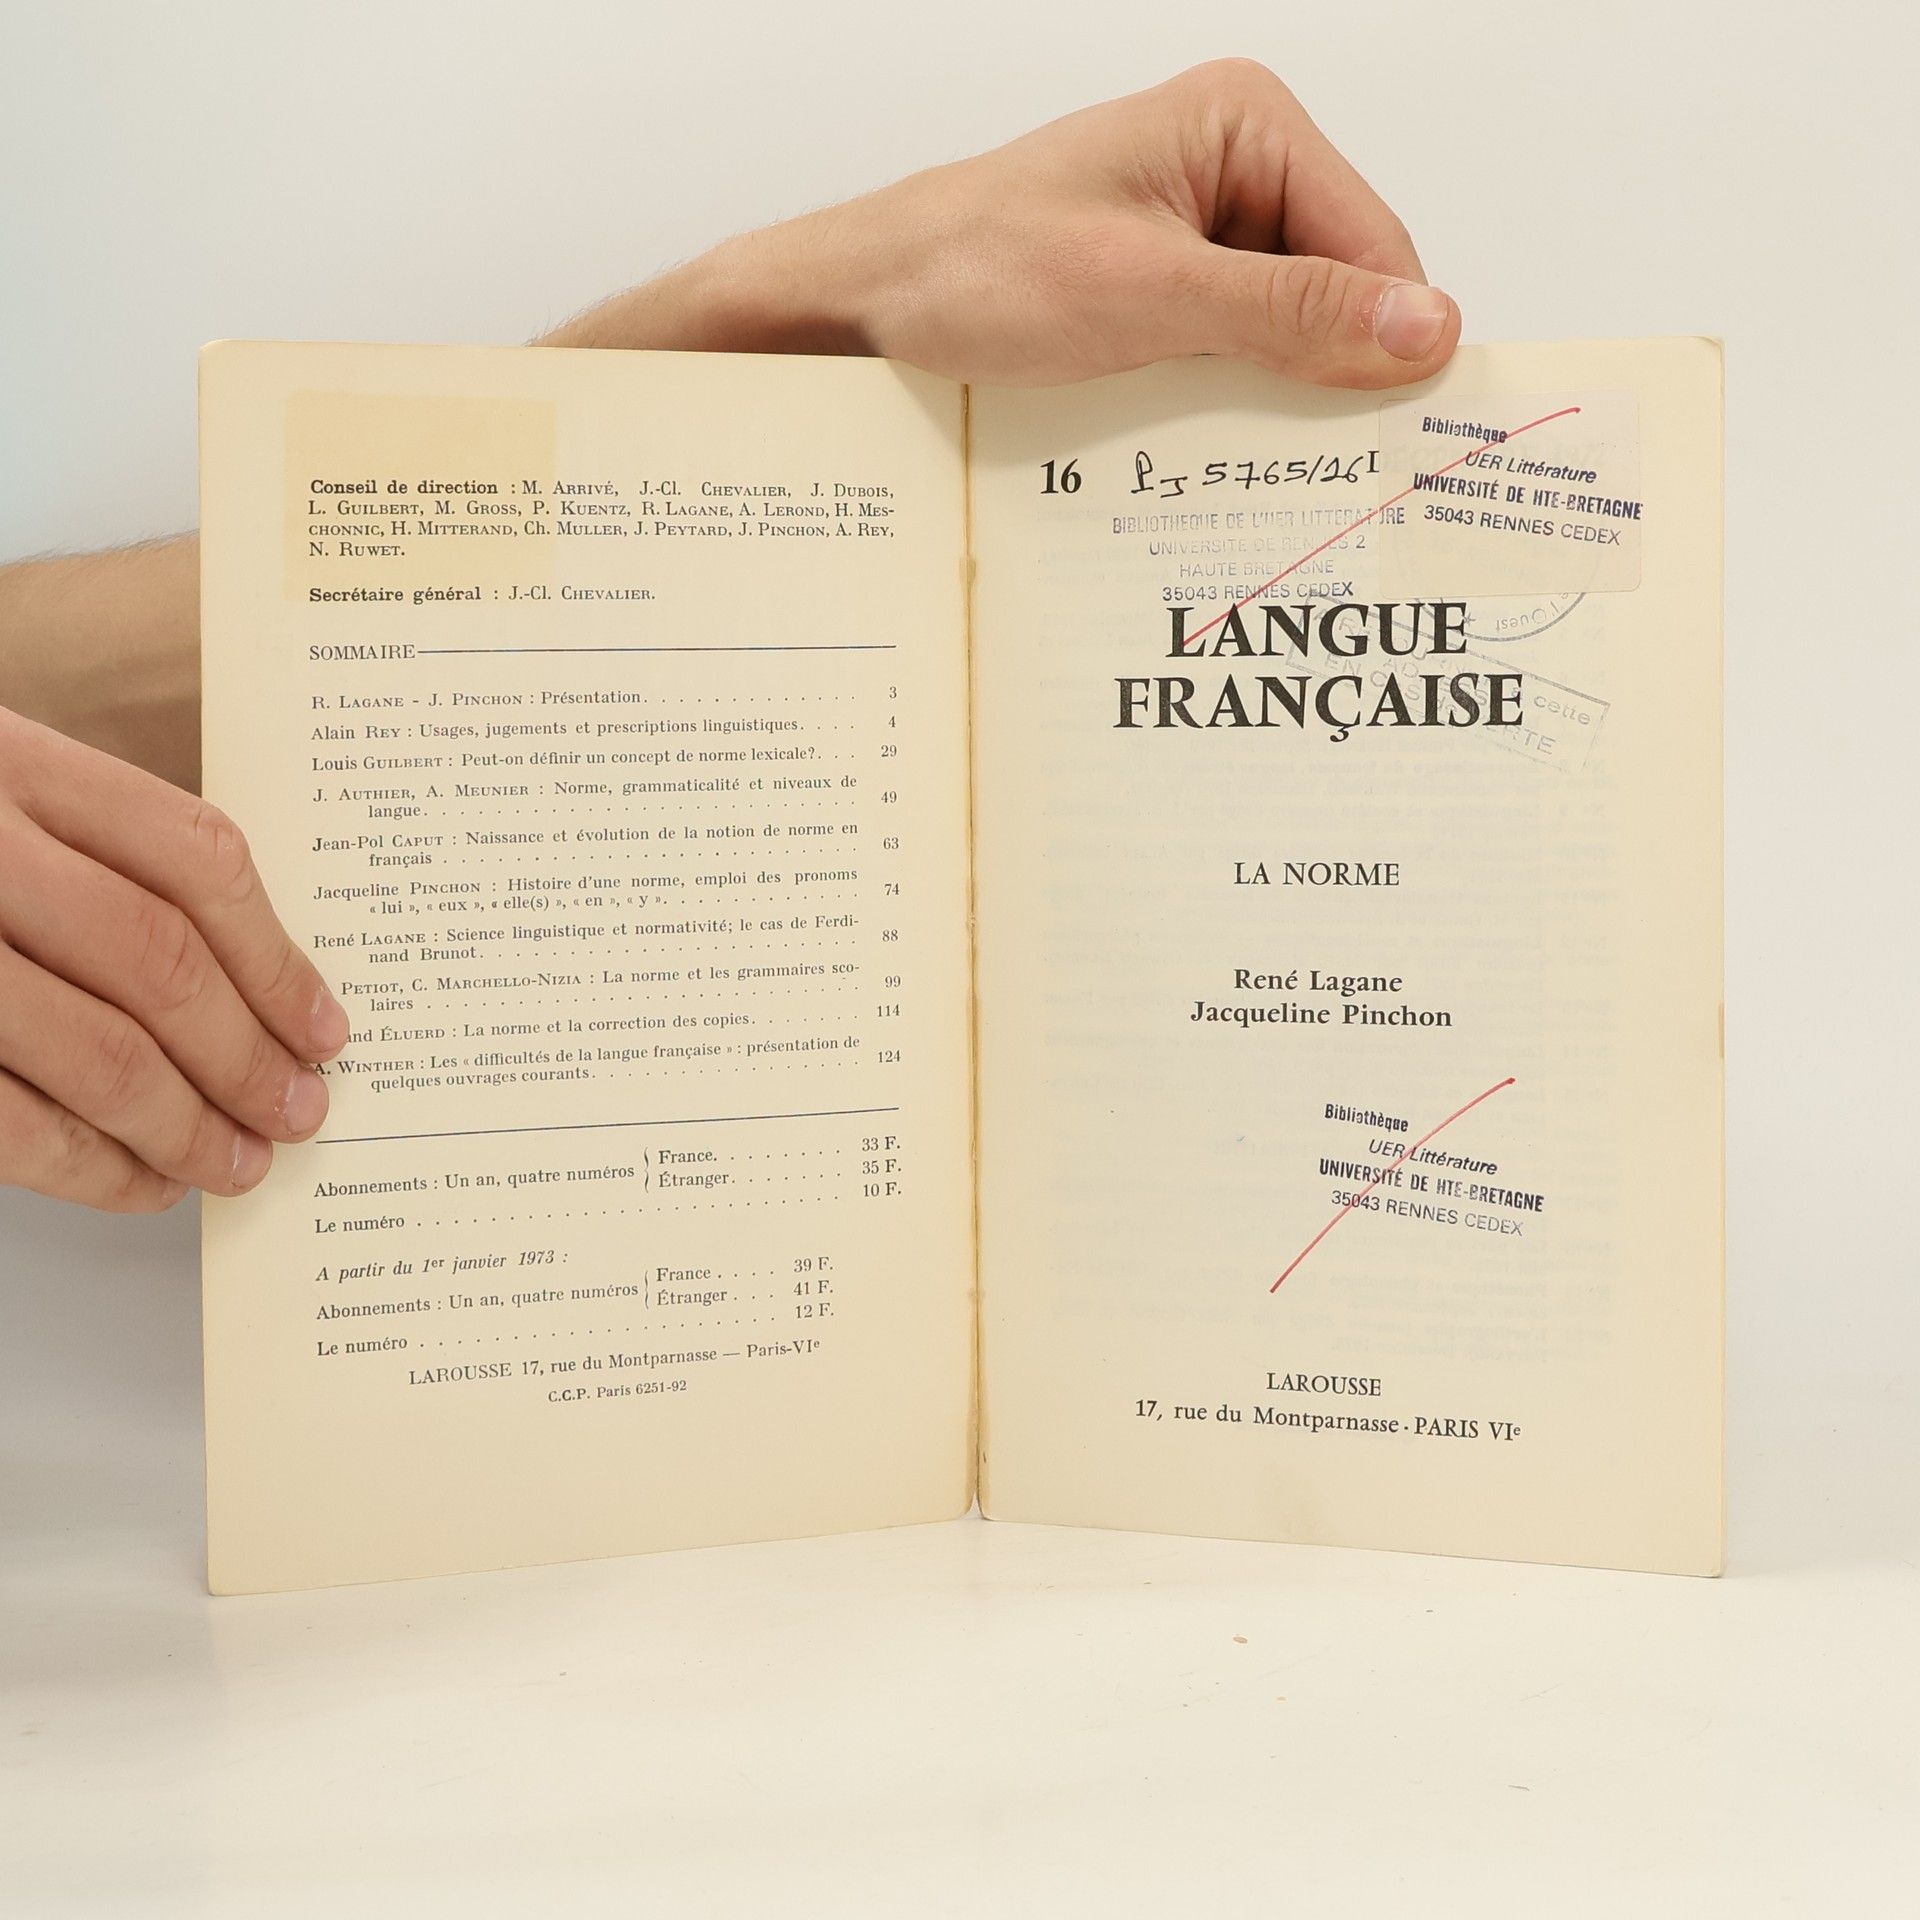 Conseil de direction : M. ARRIVÉ, J.-Cl. CHEVALIER, J. DUBOIS,
L. GUILBERT, M. GROSS, P. KUENTZ, R. LAGANE, A. LEROND, H. MES-
CHONNIC, H. MITTERAND, Ch. MULLER, J. PEYTARD, J. PINCHON, A. REY,
N. RUWET.
Secrétaire général : J.-Cl. CHEVALIER.
SOMMAIRE
R. LAGANE - J. PINCHON : Présentation. . . . . . . . . . . . . 3
Alain REY : Usages, jugements et prescriptions linguistiques. . . . 4
Louis GUILBERT : Peut-on définir un concept de norme lexicale?. . . 29
J. AUTHIER, A. MEUNIER : Norme, grammaticalité et niveaux de
langue. . . . . . . . . . . . . . . . . . . . . . . 49
Jean-Pol CAPUT : Naissance et évolution de la notion de norme en
français . . . . . . . . . . . . . . . . . . . . . . 63
Jacqueline PINCHON : Histoire d'une norme, emploi des pronoms
« lui », « eux », « elle(s) », « en », « y ». . . . . . . . . . . 74
René LAGANE : Science linguistique et normativité; le cas de Ferdi-
nand Brunot. . . . . . . . . . . . . . . . . . . . 88
PETIOT, C. MARCHELLO-NIZIA : La norme et les grammaires sco-
laires . . . . . . . . . . . . . . . . . . . . . . . 99
and ÉLUERD : La norme et la correction des copies. . . . . . . 114
A. WINTHER : Les « difficultés de la langue française » : présentation de
quelques ouvrages courants. . . . . . . . . . . . . . . 124
Abonnements : Un an, quatre numéros { France. . . . . . . . 33 F.
Étranger. . . . . . . 35 F.
Le numéro . . . . . . . . . . . . . . . . . . . . . 10 F.
A partir du 1er janvier 1973 :
Abonnements : Un an, quatre numéros { France . . . . 39 F.
Étranger . . . 41 F.
Le numéro . . . . . . . . . . . . . . . . . . 12 F.
LAROUSSE 17, rue du Montparnasse — Paris-VIe
C.C.P. Paris 6251-92
16 PJ 5765/16 I
Bibliothèque
UER Littérature
UNIVERSITÉ DE HTE-BRETAGNE
35043 RENNES CEDEX
BIBLIOTHEQUE DE L'UER LITTERATURE
UNIVERSITE DE RENNES 2
HAUTE BRETAGNE
35043 RENNES CEDEX
l'Ouest
LANGUE
FRANÇAISE
LA NORME
René Lagane
Jacqueline Pinchon
Bibliothèque
UER Littérature
UNIVERSITÉ DE HTE-BRETAGNE
35043 RENNES CEDEX
LAROUSSE
17, rue du Montparnasse · PARIS VIe